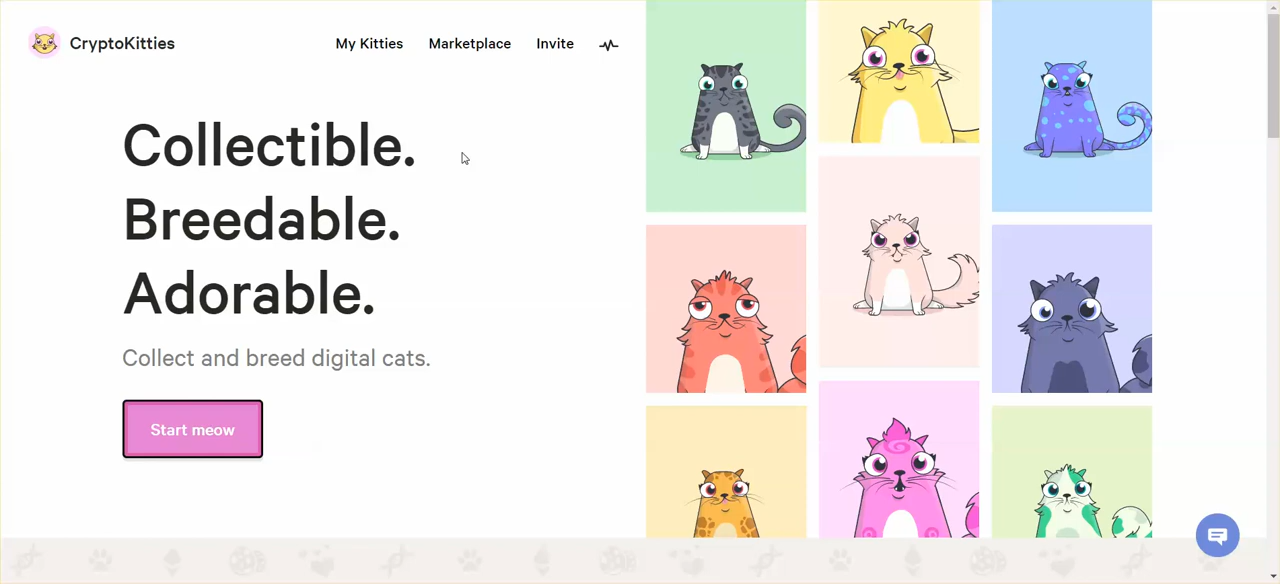 CryptoKitties
My Kitties
Marketplace
Invite
Collectible.
Breedable.
Adorable.
Collect and breed digital cats.
Start meow